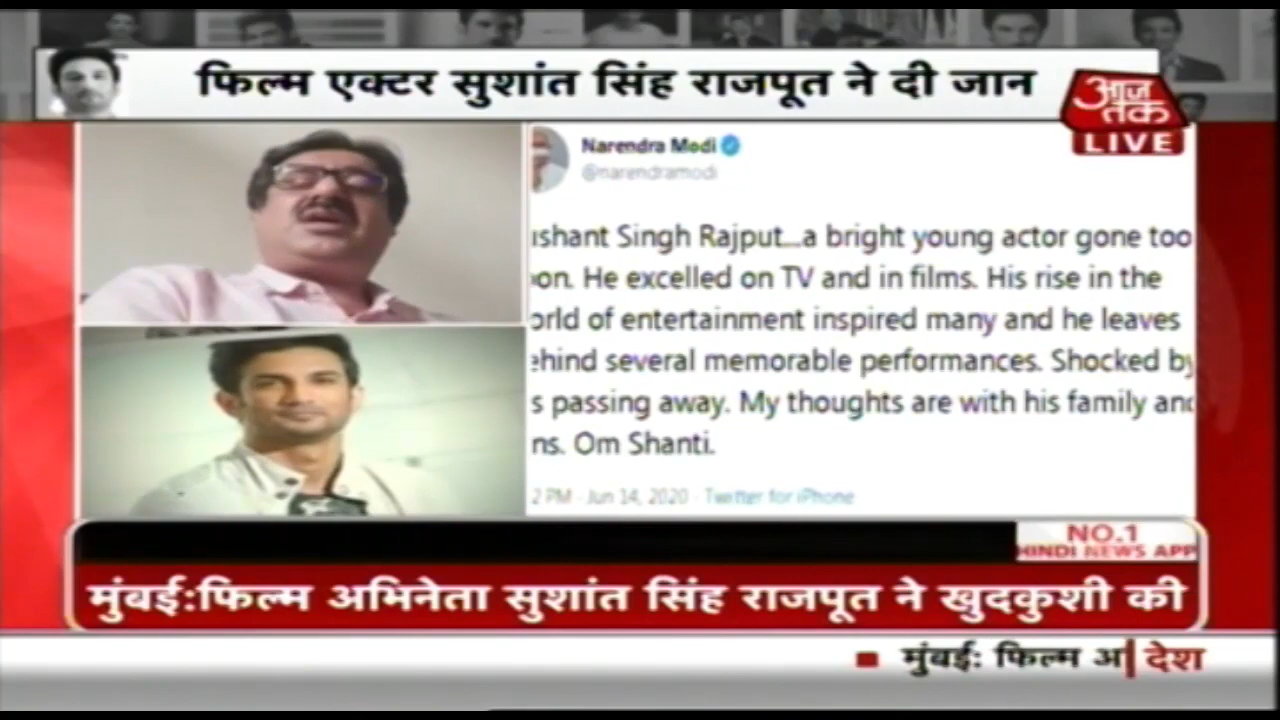 फिल्म एक्टर सुशांत सिंह राजपूत ने दी जान
आज तक
LIVE
Narendra Modi
@narendramodi
ushant Singh Rajput...a bright young actor gone too
oon. He excelled on TV and in films. His rise in the
orld of entertainment inspired many and he leaves
ehind several memorable performances. Shocked by
s passing away. My thoughts are with his family and
ns. Om Shanti.
2 PM · Jun 14, 2020 · Twitter for iPhone
NO.1
HINDI NEWS APP
मुंबई:फिल्म अभिनेता सुशांत सिंह राजपूत ने खुदकुशी की
मुंबई: फिल्म अ देश